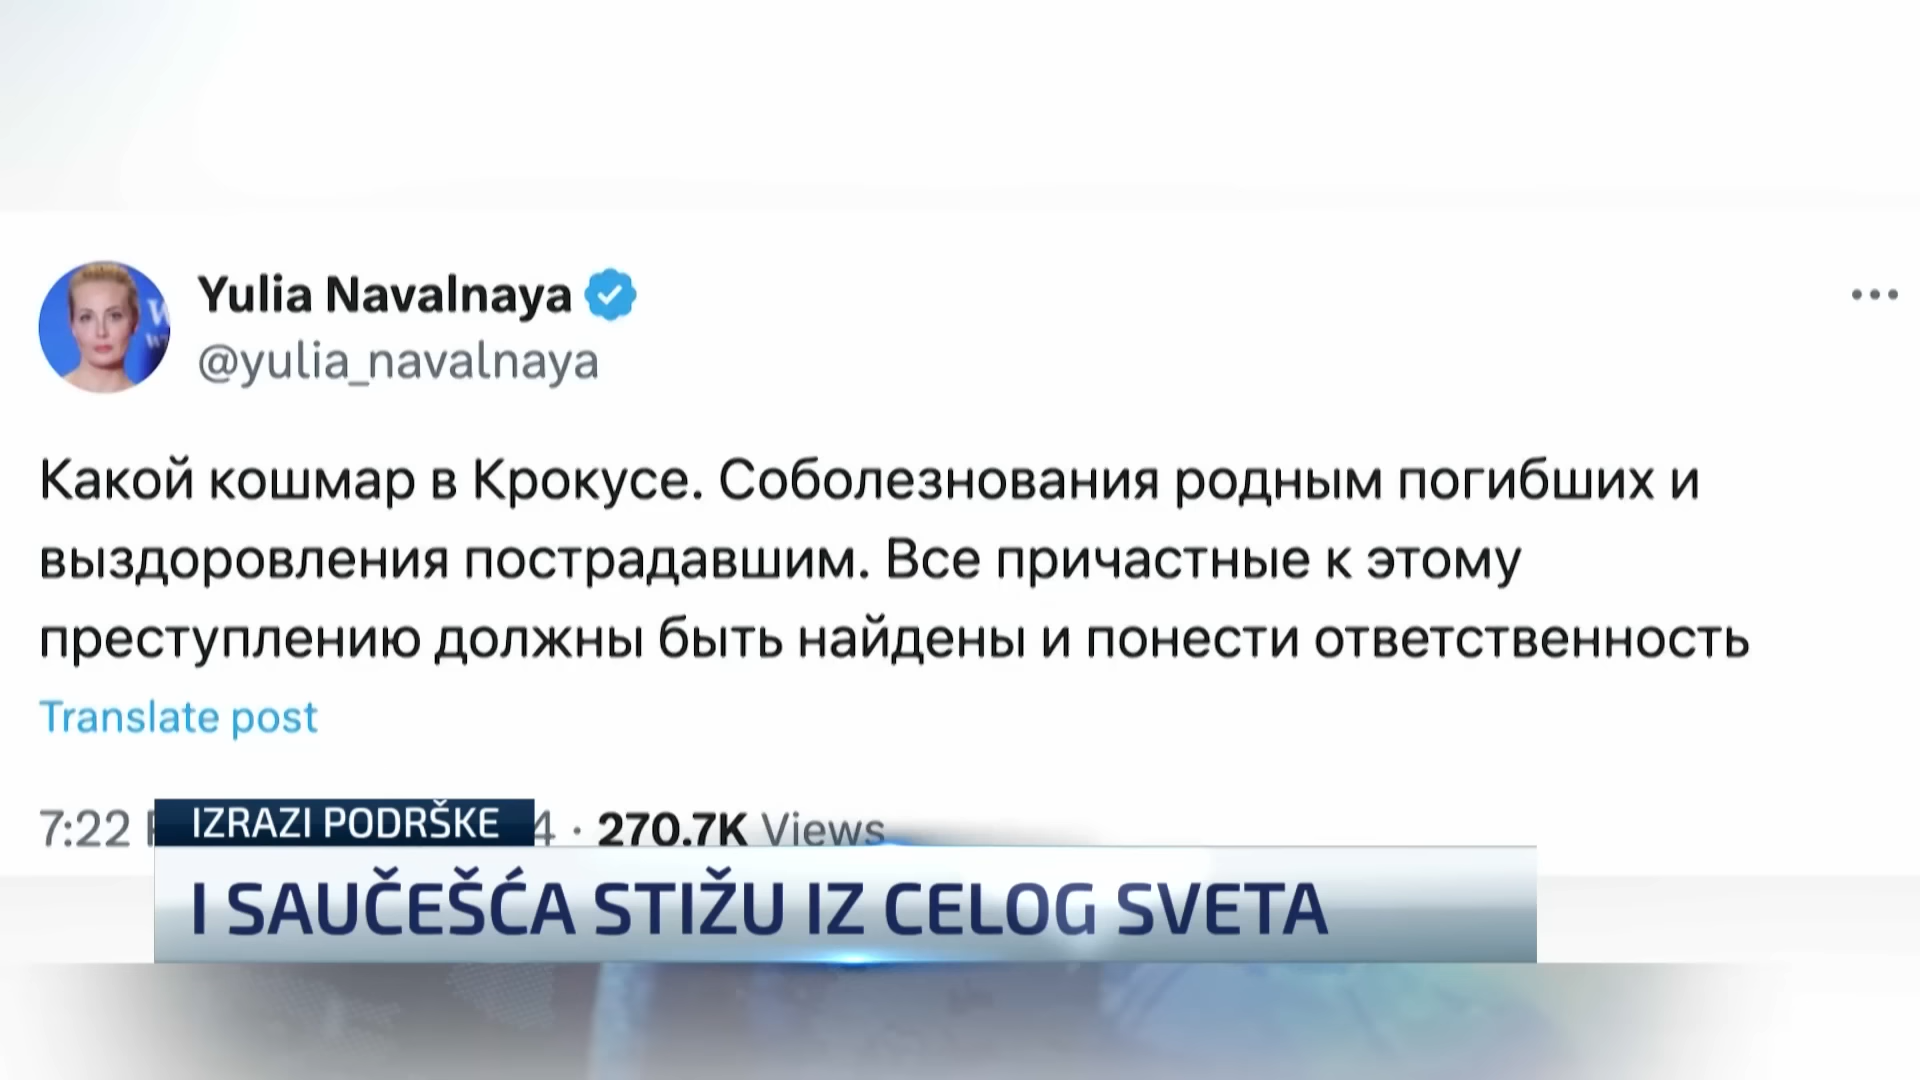 Yulia Navalnaya
@yulia_navalnaya
Какой кошмар в Крокусе. Соболезнования родным погибших и
выздоровления пострадавшим. Все причастные к этому
преступлению должны быть найдены и понести ответственность
Translate post
7:22 4 · 270.7K Views
IZRAZI PODRŠKE
I SAUČEŠĆA STIŽU IZ CELOG SVETA